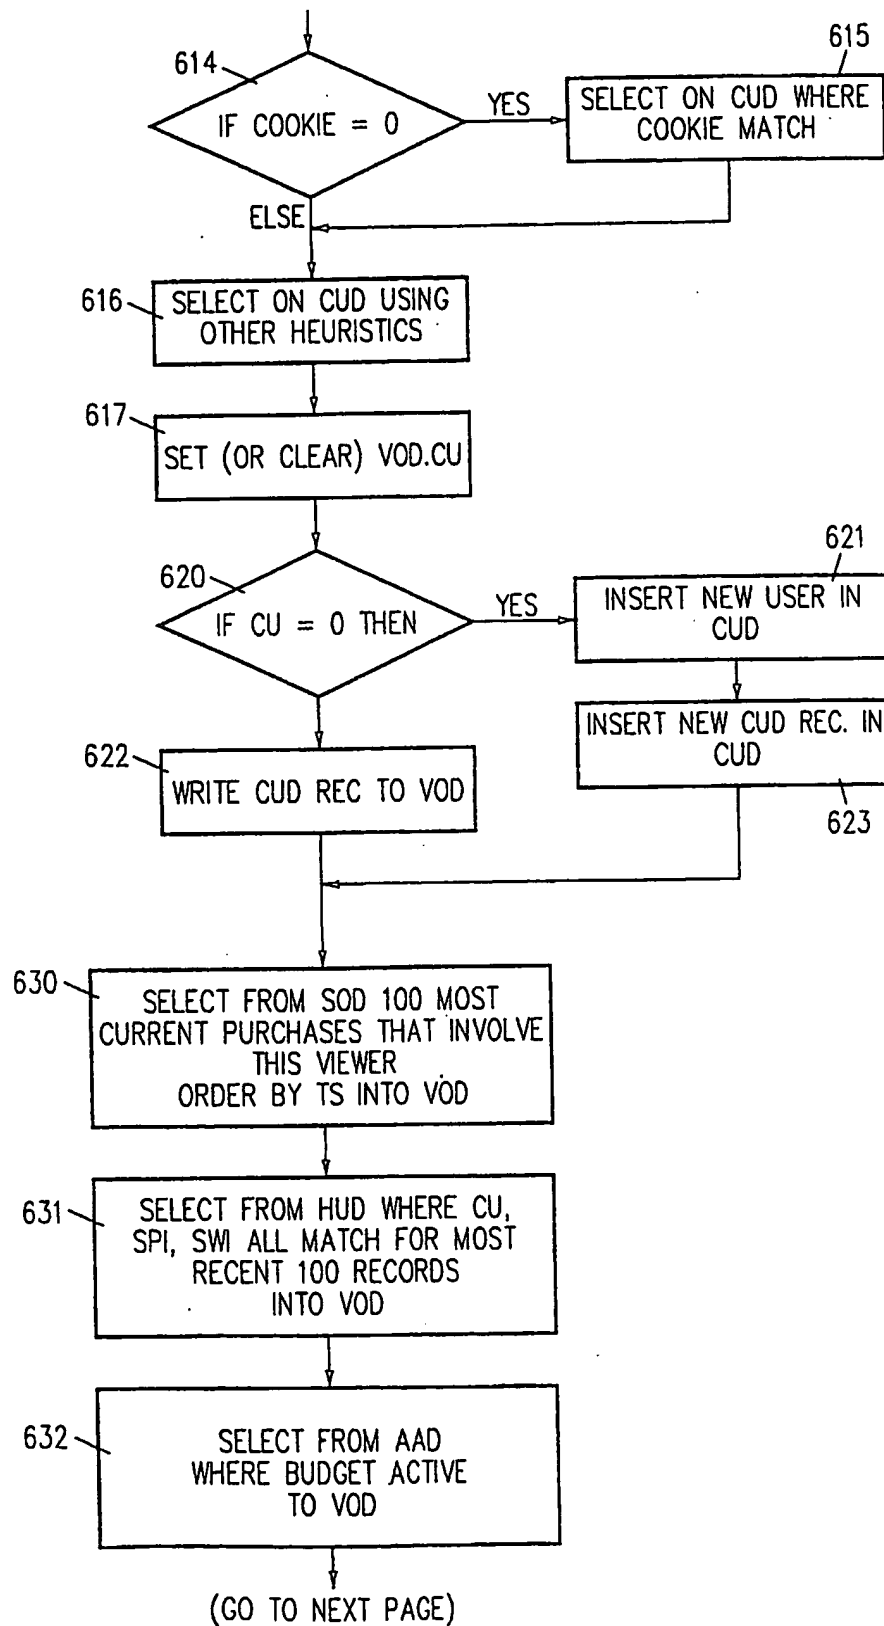 614
IF COOKIE = 0
YES
615
SELECT ON CUD WHERE
COOKIE MATCH
ELSE
616
SELECT ON CUD USING
OTHER HEURISTICS
617
SET (OR CLEAR) VOD.CU
620
IF CU = 0 THEN
YES
621
INSERT NEW USER IN
CUD
INSERT NEW CUD REC. IN
CUD
623
622
WRITE CUD REC TO VOD
630
SELECT FROM SOD 100 MOST
CURRENT PURCHASES THAT INVOLVE
THIS VIEWER
ORDER BY TS INTO VOD
631
SELECT FROM HUD WHERE CU,
SPI, SWI ALL MATCH FOR MOST
RECENT 100 RECORDS
INTO VOD
632
SELECT FROM AAD
WHERE BUDGET ACTIVE
TO VOD
(GO TO NEXT PAGE)